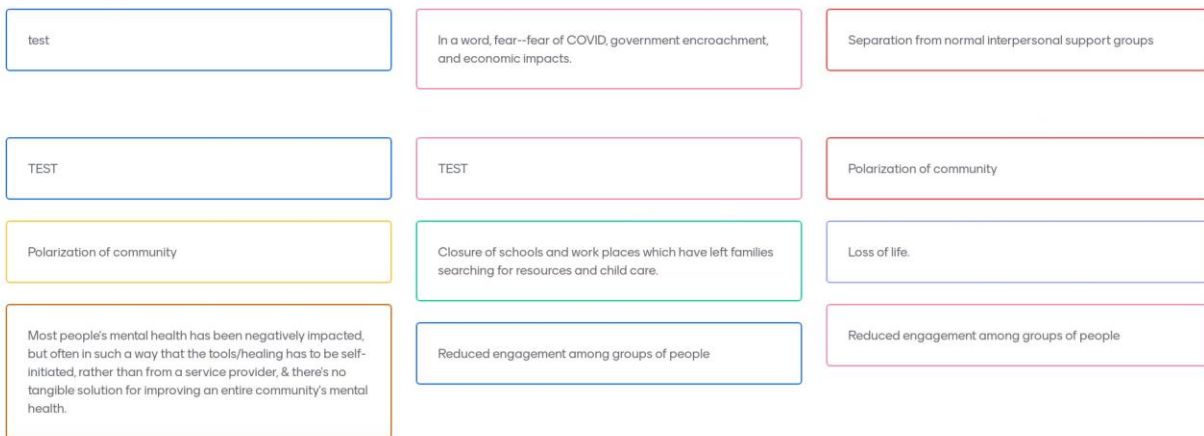 test
In a word, fear--fear of COVID, government encroachment,
and economic impacts.
Separation from normal interpersonal support groups
TEST
TEST
Polarization of community
Polarization of community
Closure of schools and work places which have left families
searching for resources and child care.
Loss of life.
Most people's mental health has been negatively impacted,
but often in such a way that the tools/healing has to be self-
initiated, rather than from a service provider, & there's no
tangible solution for improving an entire community's mental
health.
Reduced engagement among groups of people
Reduced engagement among groups of people